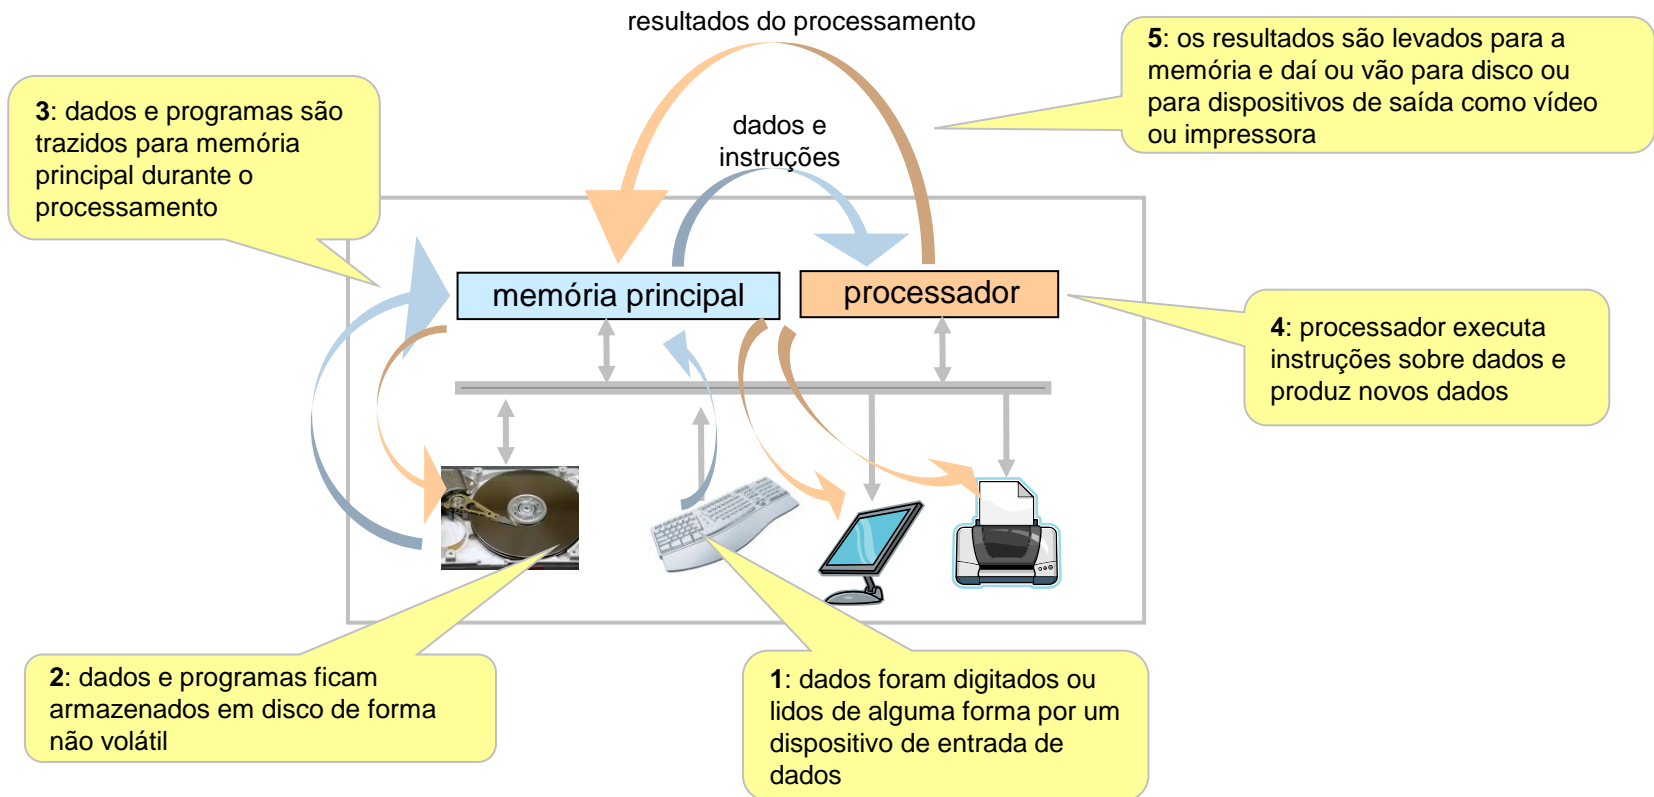 resultados do processamento
5: os resultados são levados para a
memória e daí ou vão para disco ou
para dispositivos de saída como vídeo
ou impressora
3: dados e programas são
trazidos para memória
principal durante o
processamento
dados e
instruções
memória principal
processador
4: processador executa
instruções sobre dados e
produz novos dados
2: dados e programas ficam
armazenados em disco de forma
não volátil
1: dados foram digitados ou
lidos de alguma forma por um
dispositivo de entrada de
dados